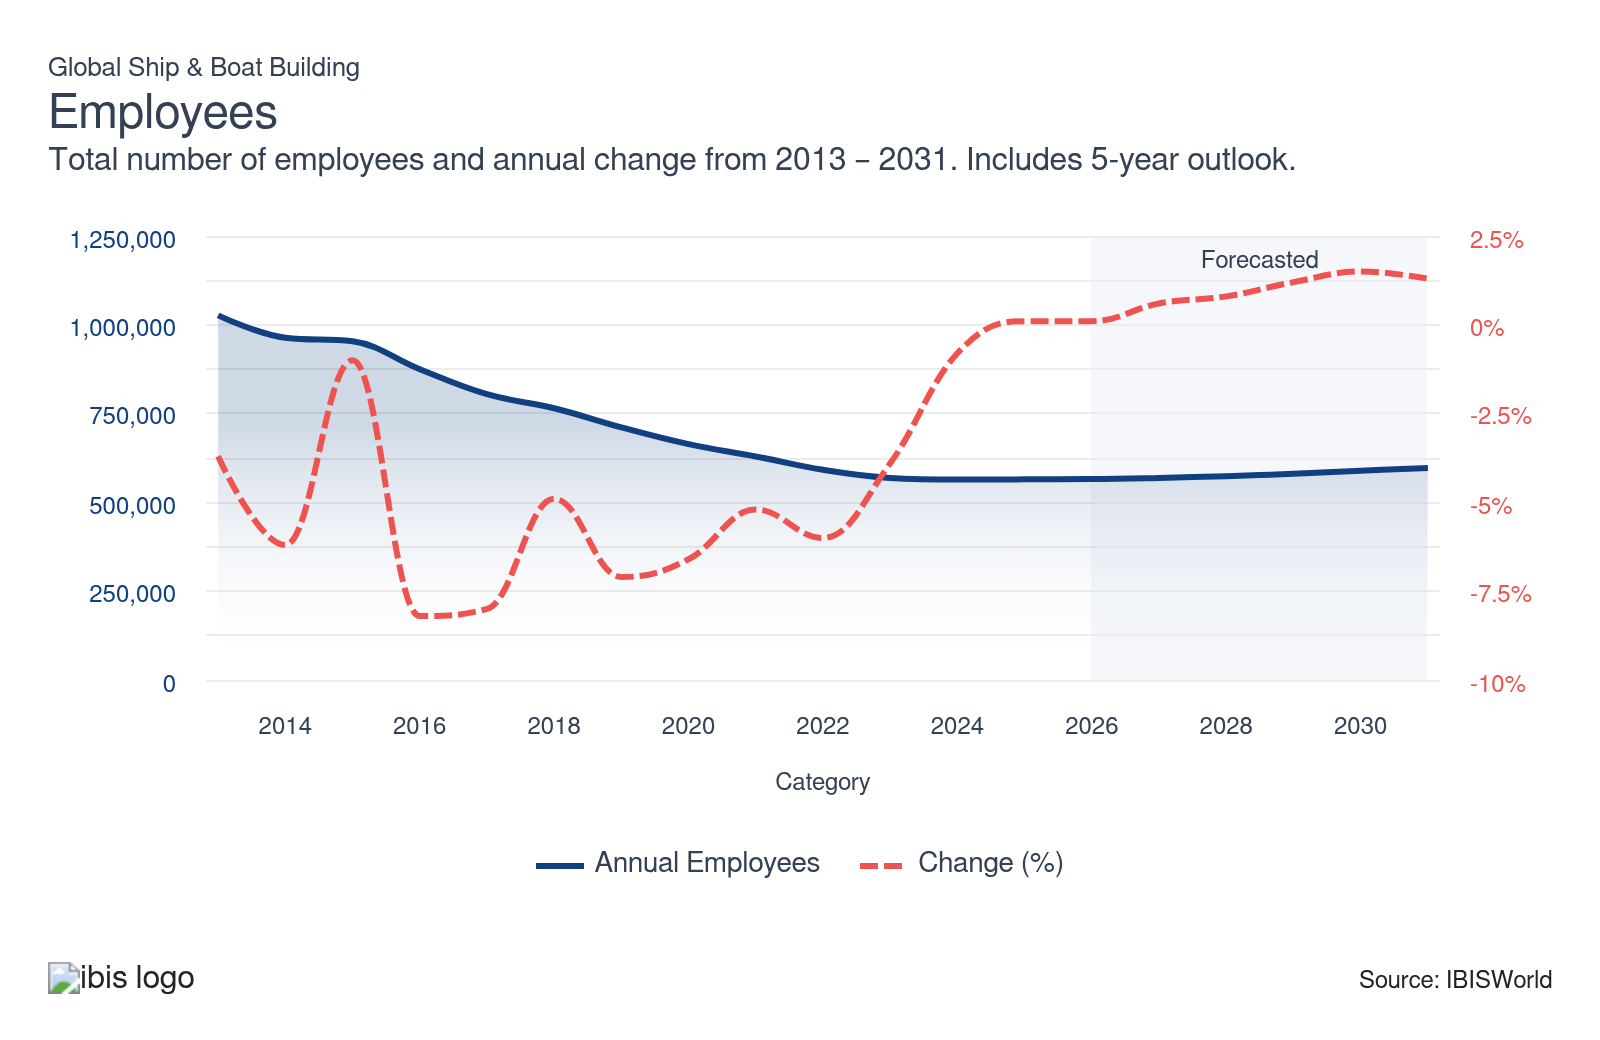 Global Ship & Boat Building
Employees
Total number of employees and annual change from 2013 – 2031. Includes 5-year outlook.
1,250,000
1,000,000
750,000
500,000
250,000
0
Forecasted
2.5%
0%
-2.5%
-5%
-7.5%
-10%
2014 2016 2018 2020 2022 2024 2026 2028 2030
Category
Annual Employees Change (%)
ibis logo
Source: IBISWorld